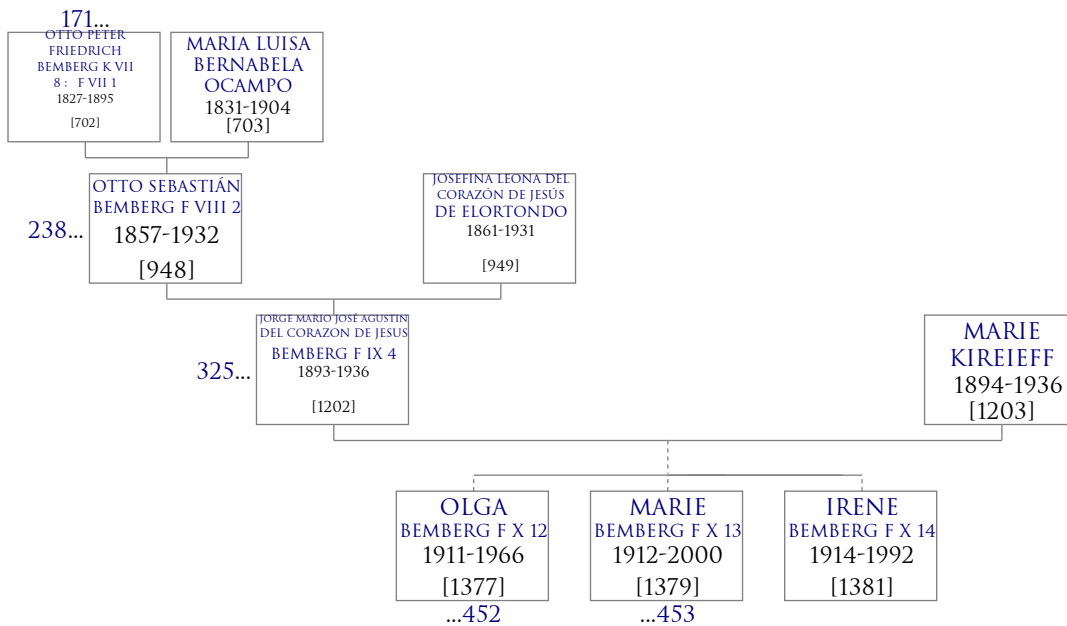 171...
OTTO PETER
FRIEDRICH
BEMBERG K VII
8 : F VII 1
1827-1895
[702]
MARIA LUISA
BERNABELA
OCAMPO
1831-1904
[703]
238...
OTTO SEBASTIÁN
BEMBERG F VIII 2
1857-1932
[948]
JOSEFINA LEONA DEL
CORAZÓN DE JESÚS
DE ELORTONDO
1861-1931
[949]
325...
JORGE MARIO JOSÉ AGUSTIN
DEL CORAZON DE JESUS
BEMBERG F IX 4
1893-1936
[1202]
MARIE
KIREIEFF
1894-1936
[1203]
OLGA
BEMBERG F X 12
1911-1966
[1377]
...452
MARIE
BEMBERG F X 13
1912-2000
[1379]
...453
IRENE
BEMBERG F X 14
1914-1992
[1381]